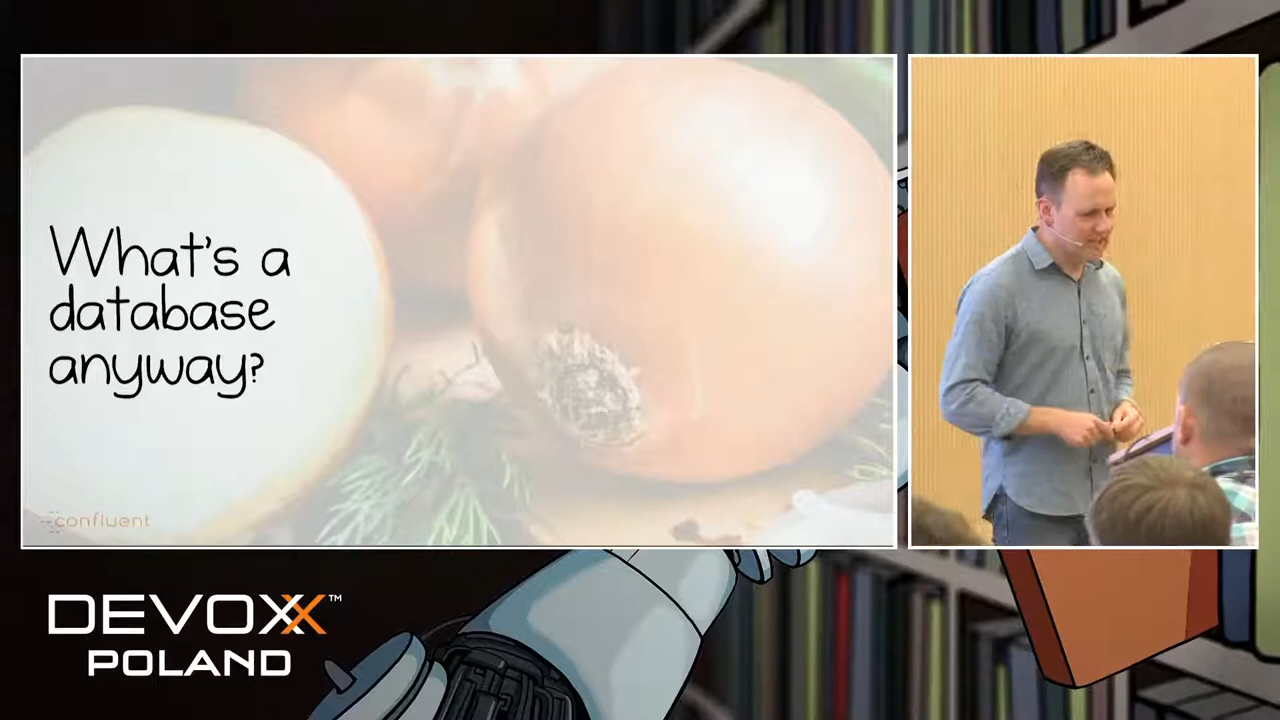 What's a
database
anyway?
confluent
DEVOXX™
POLAND